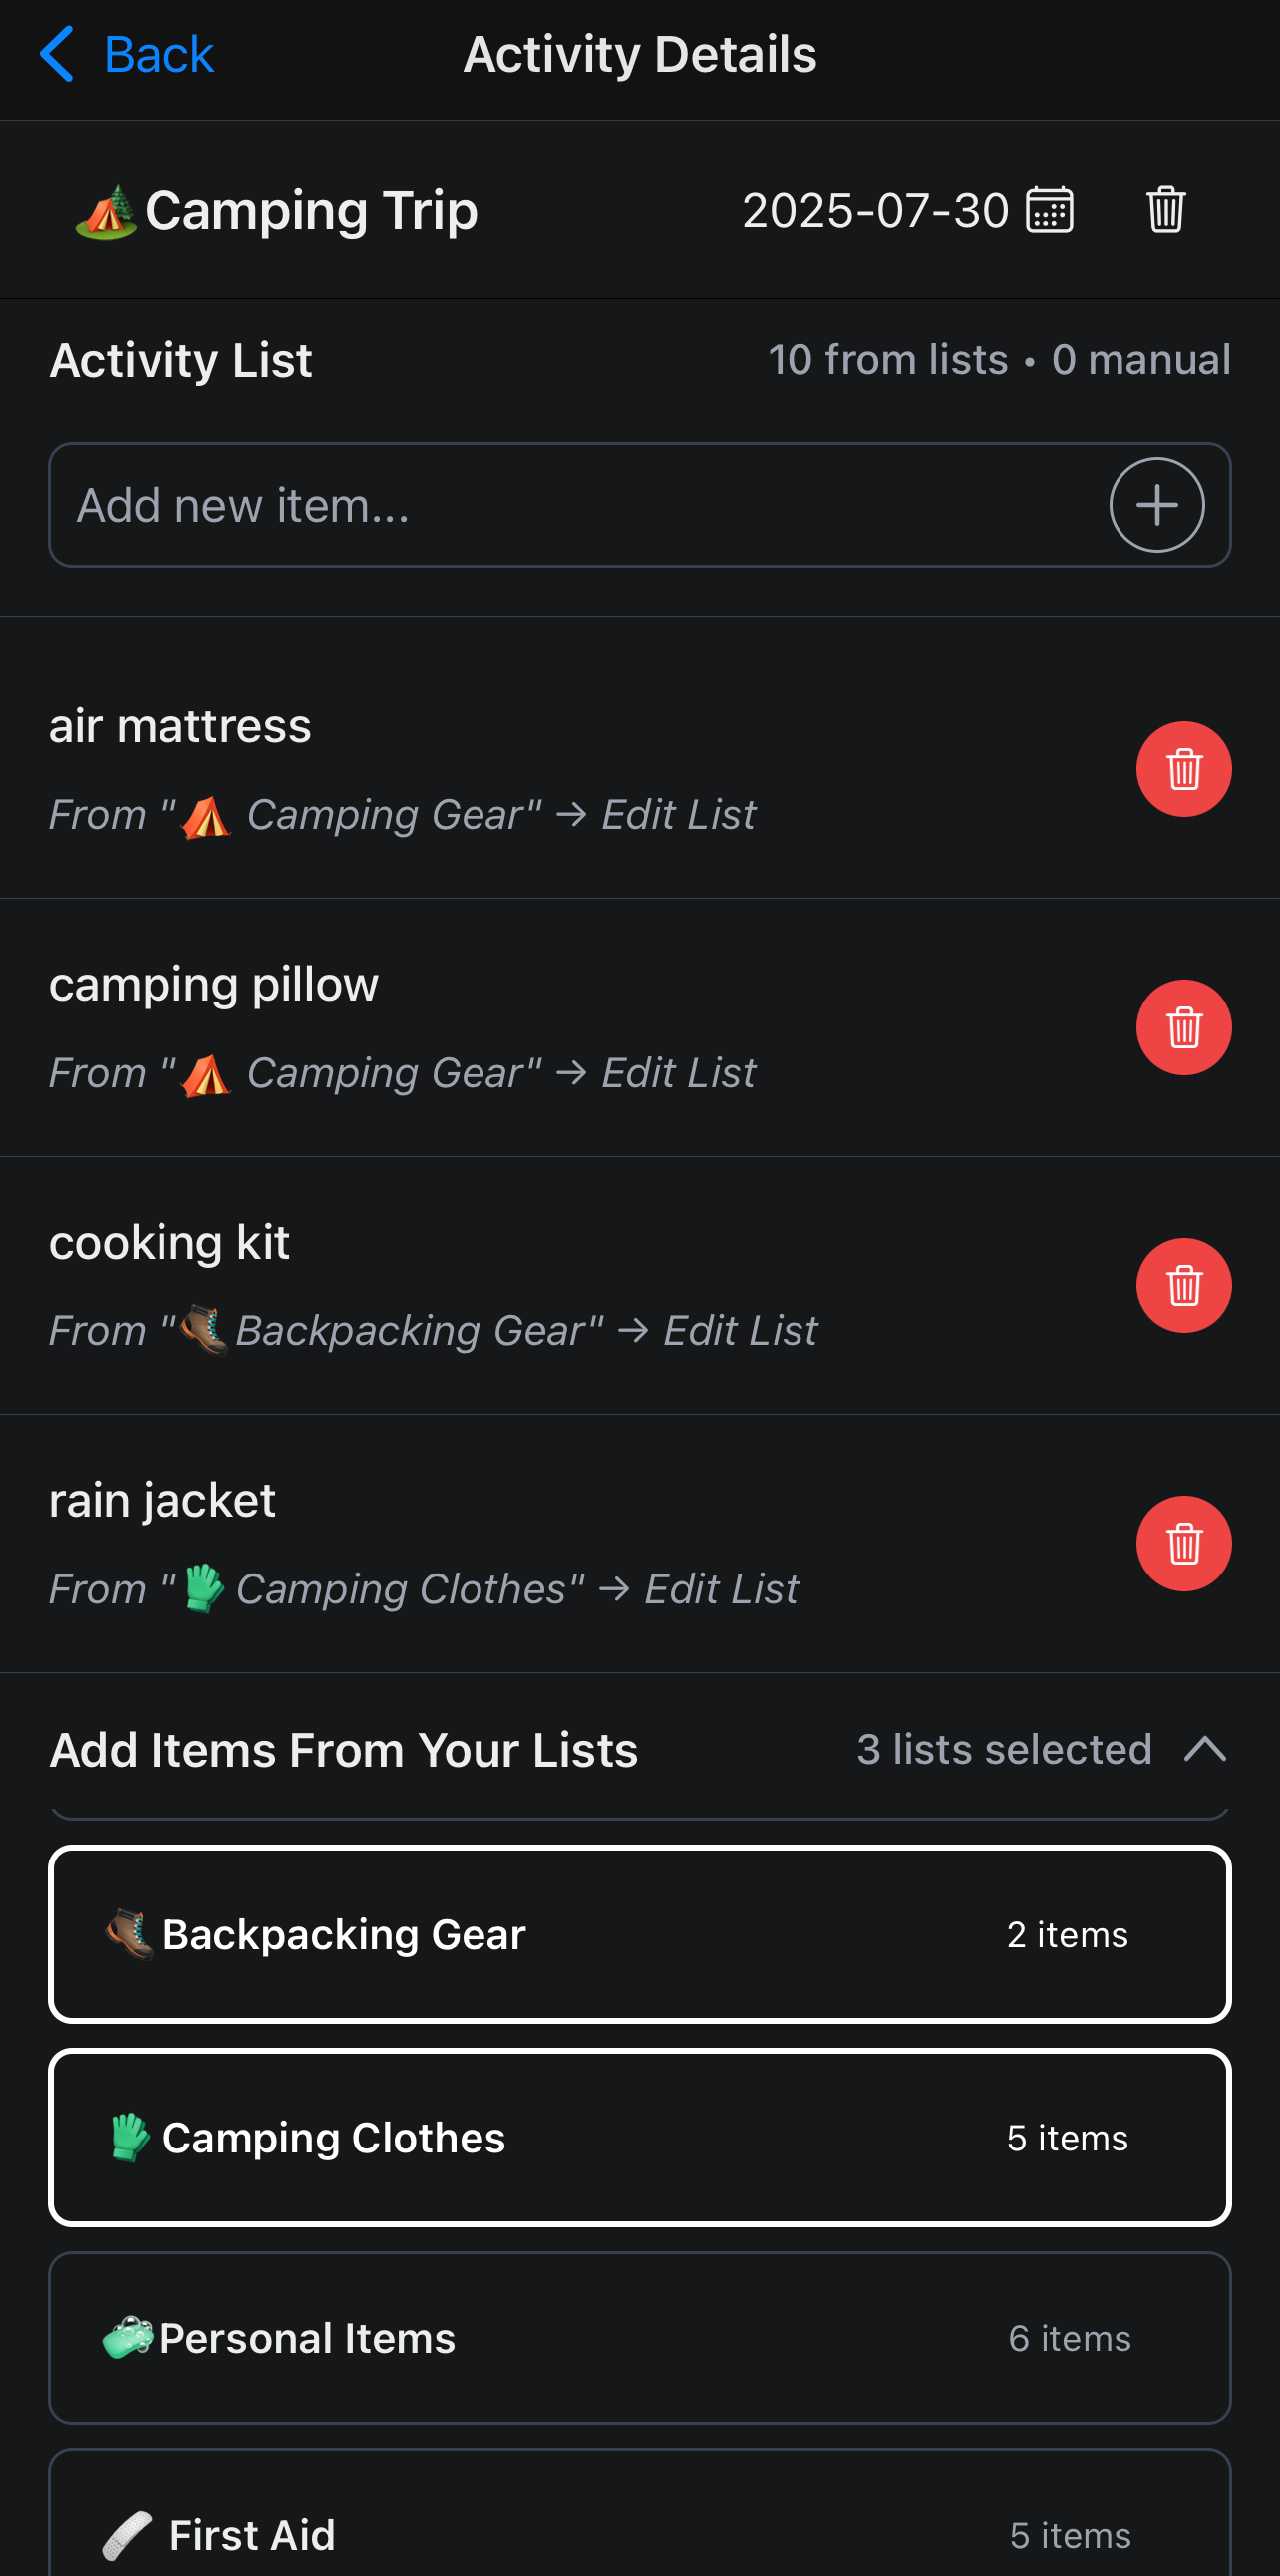 Back
Activity Details
🏕️Camping Trip 2025-07-30
Activity List 10 from lists • 0 manual
Add new item...
air mattress
From "⛺ Camping Gear" → Edit List
camping pillow
From "⛺ Camping Gear" → Edit List
cooking kit
From "🥾Backpacking Gear" → Edit List
rain jacket
From "🧤Camping Clothes" → Edit List
Add Items From Your Lists 3 lists selected
🥾Backpacking Gear 2 items
🧤Camping Clothes 5 items
🧼Personal Items 6 items
🩹 First Aid 5 items